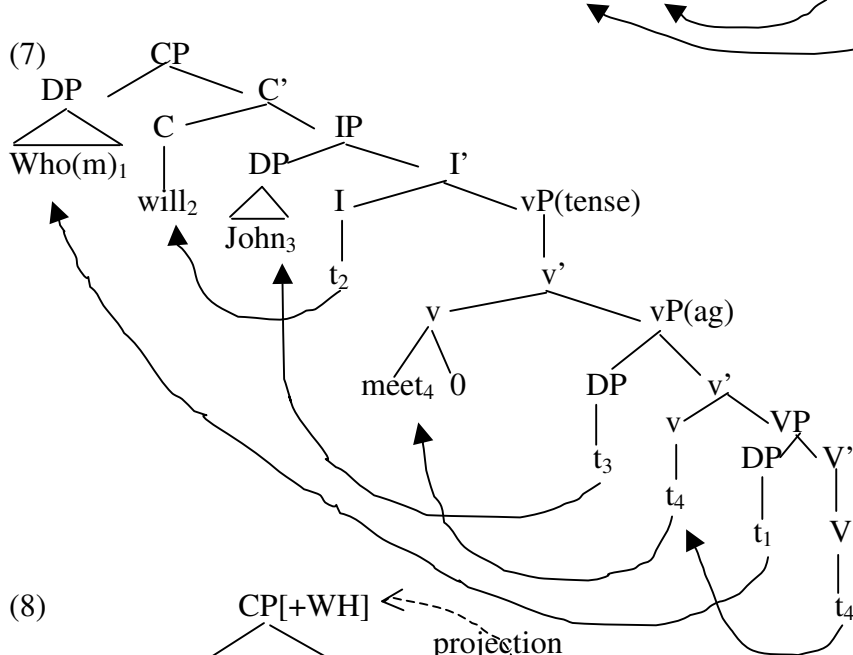 (7) CP
DP C’
C IP
Who(m)₁ DP I’
will₂ I vP(tense)
John₃
t₂ v’
v vP(ag)
meet₄ 0 DP v’
v VP
t₃ DP V’
t₄
t₁ V
(8) CP[+WH] t₄
projection